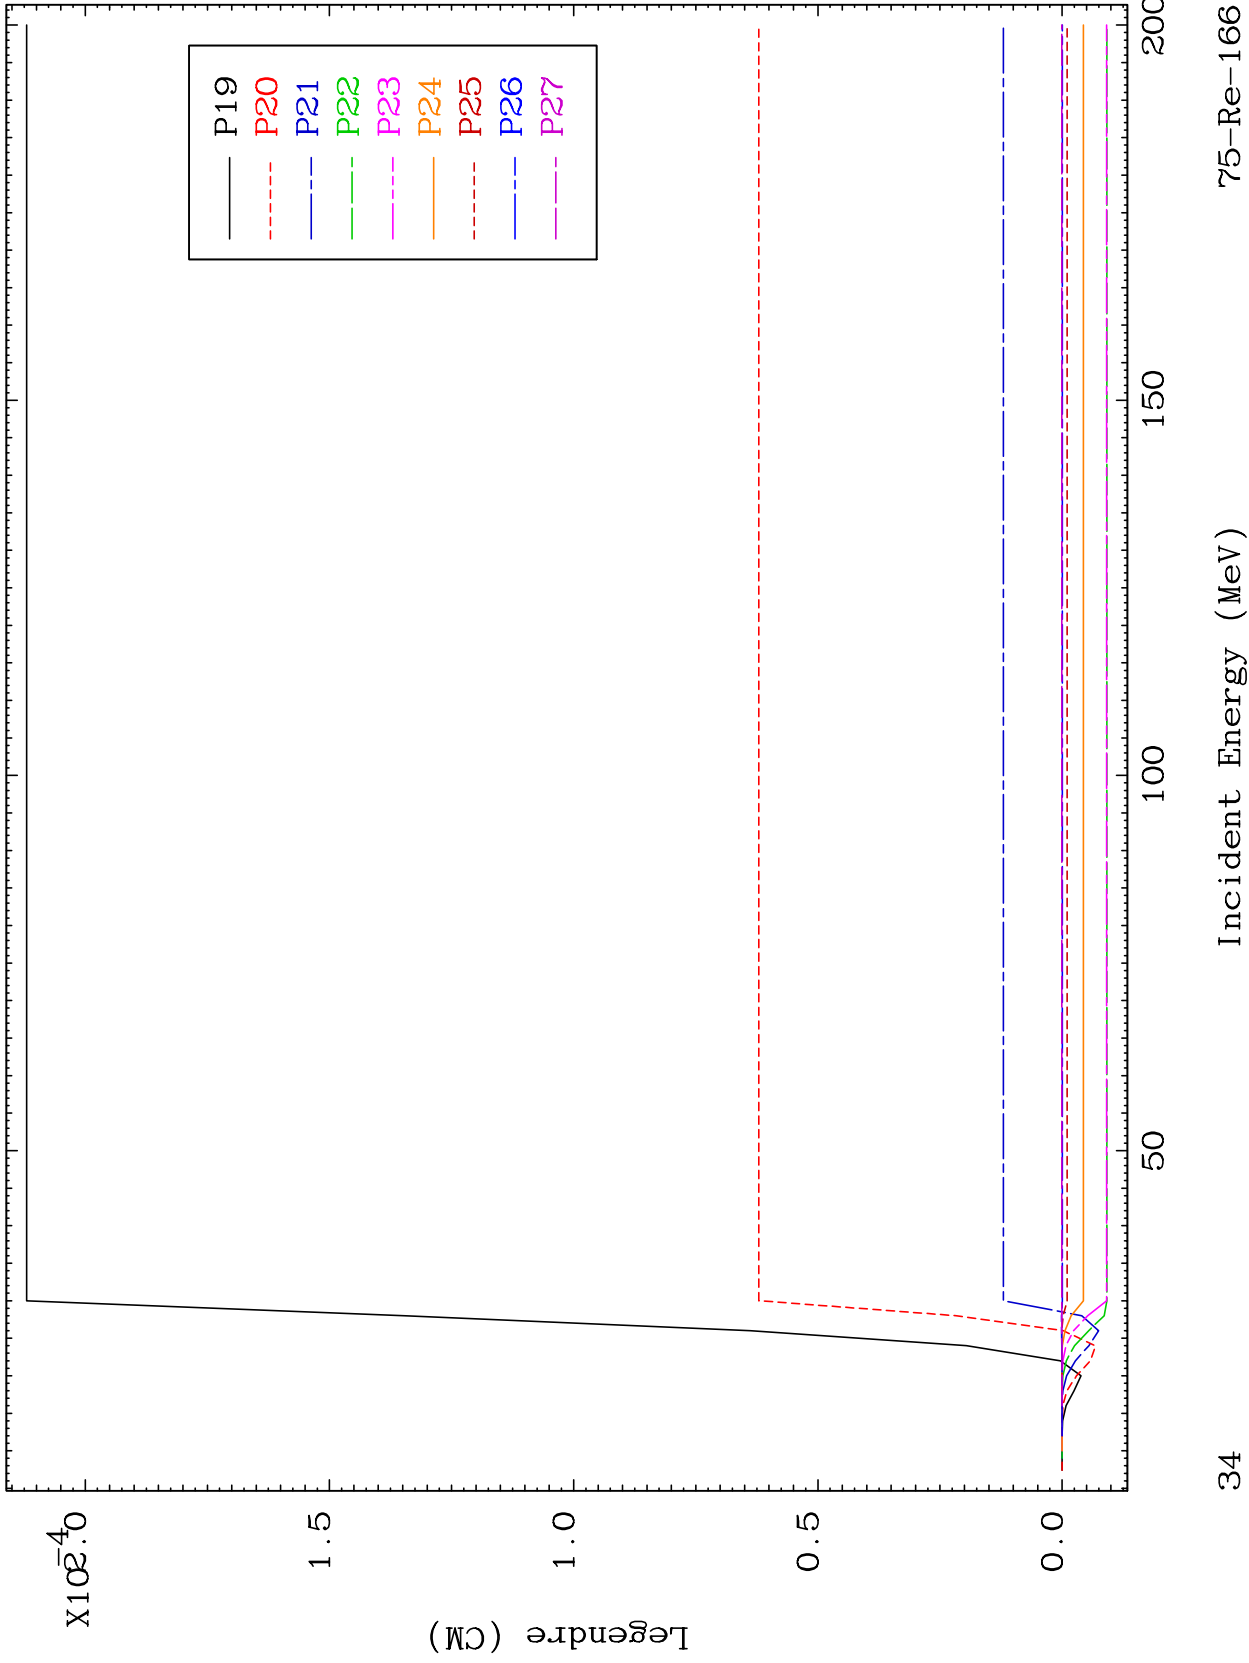 X10-4
2.0
1.5
1.0
0.5
0.0
Legendre (CM)
P19
P20
P21
P22
P23
P24
P25
P26
P27
50
100
150
200
34
Incident Energy (MeV)
75-Re-166